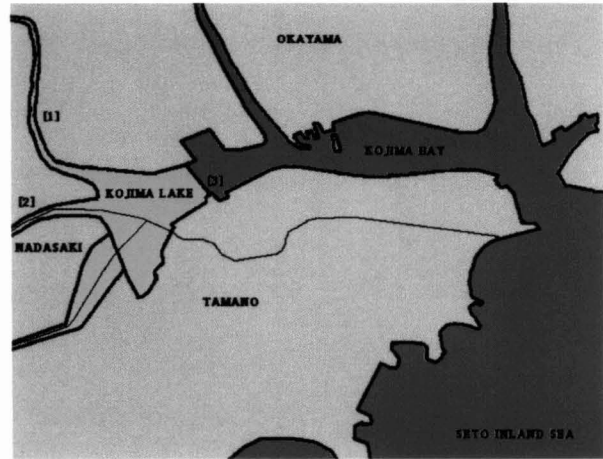 OKAYAMA
[1]
KOJIMA BAY
[3]
KOJIMA LAKE
[2]
NADASAKI
TAMANO
SETO INLAND SEA